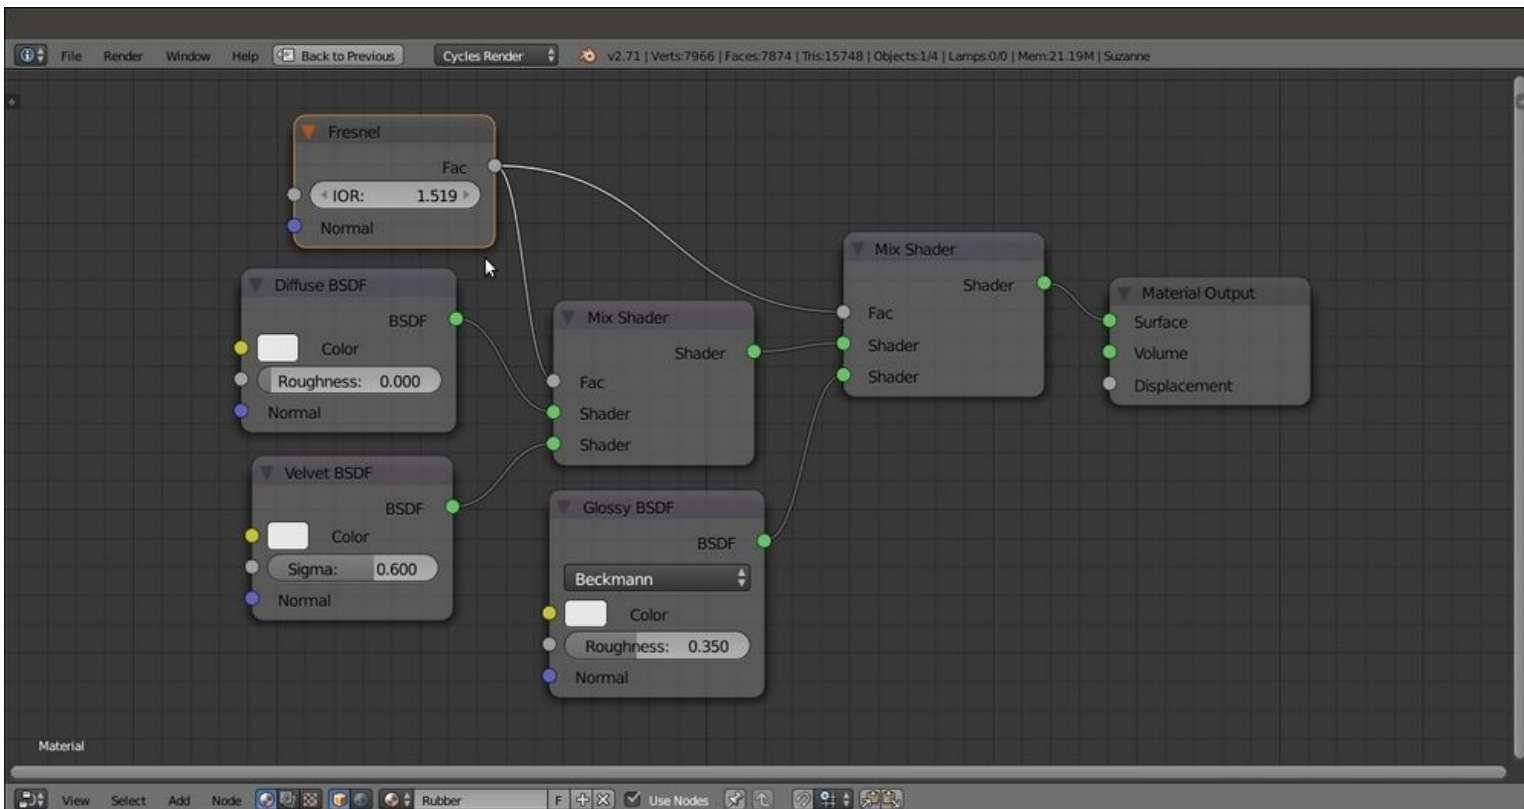 File Render Window Help Back to Previous Cycles Render v2.71 | Verts:7966 | Faces:7874 | Tris:15748 | Objects:1/4 | Lamps:0/0 | Mem:21.19M | Suzanne
Fresnel
Fac
IOR: 1.519
Normal
Diffuse BSDF
BSDF
Color
Roughness: 0.000
Normal
Velvet BSDF
BSDF
Color
Sigma: 0.600
Normal
Mix Shader
Shader
Fac
Shader
Shader
Glossy BSDF
BSDF
Beckmann
Color
Roughness: 0.350
Normal
Mix Shader
Shader
Fac
Shader
Shader
Material Output
Surface
Volume
Displacement
Material
View Select Add Node Rubber F Use Nodes